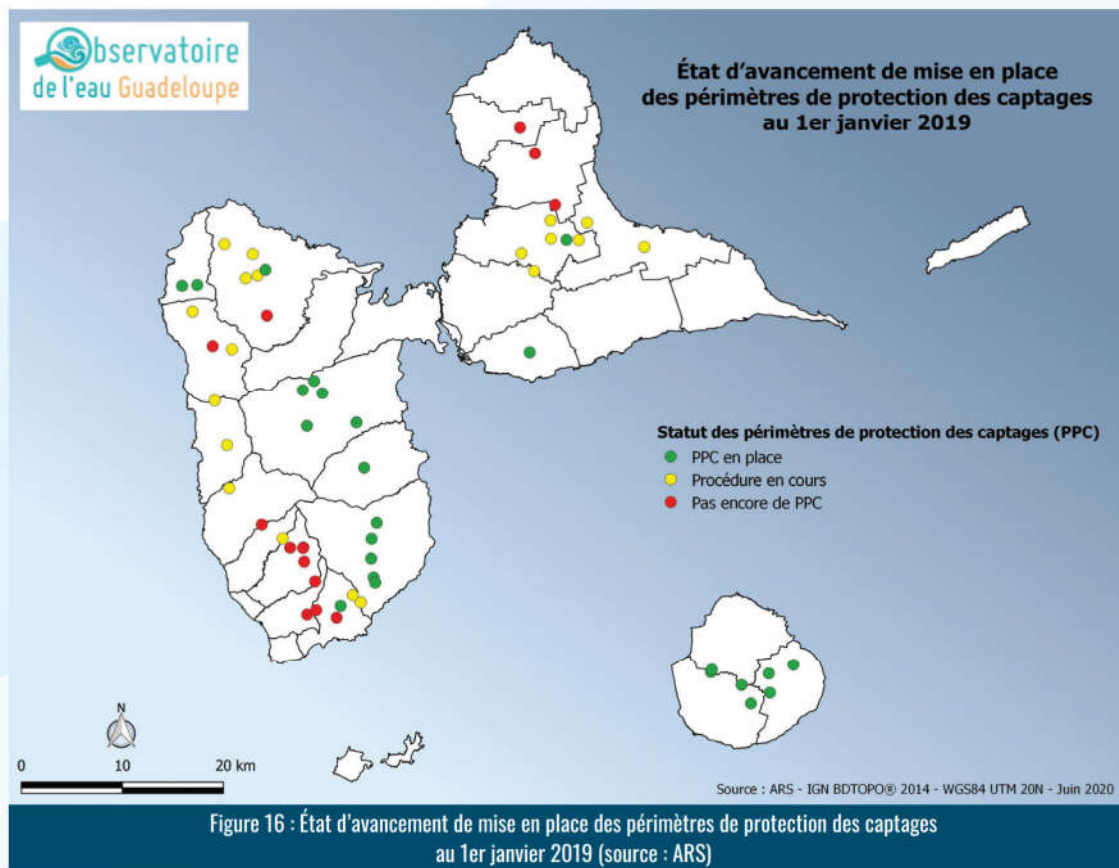 Observatoire
de l'eau Guadeloupe
État d'avancement de mise en place
des périmètres de protection des captages
au 1er janvier 2019
Statut des périmètres de protection des captages (PPC)
PPC en place
Procédure en cours
Pas encore de PPC
N
0 10 20 km
Source : ARS - IGN BDTOPO® 2014 - WGS84 UTM 20N - Juin 2020
Figure 16 : État d'avancement de mise en place des périmètres de protection des captages
au 1er janvier 2019 (source : ARS)